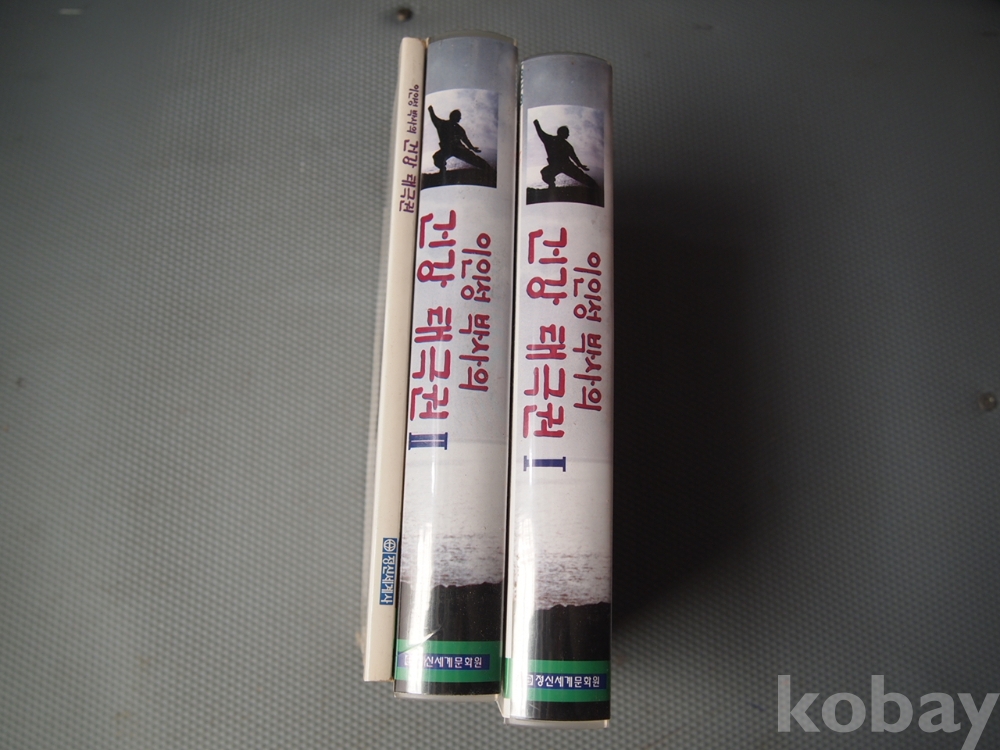 이인성 박사의 건강 태극권
정신세계사
이인성 박사의
건강 태극권 II
정신세계문화원
이인성 박사의
건강 태극권 I
정신세계문화원
kobay